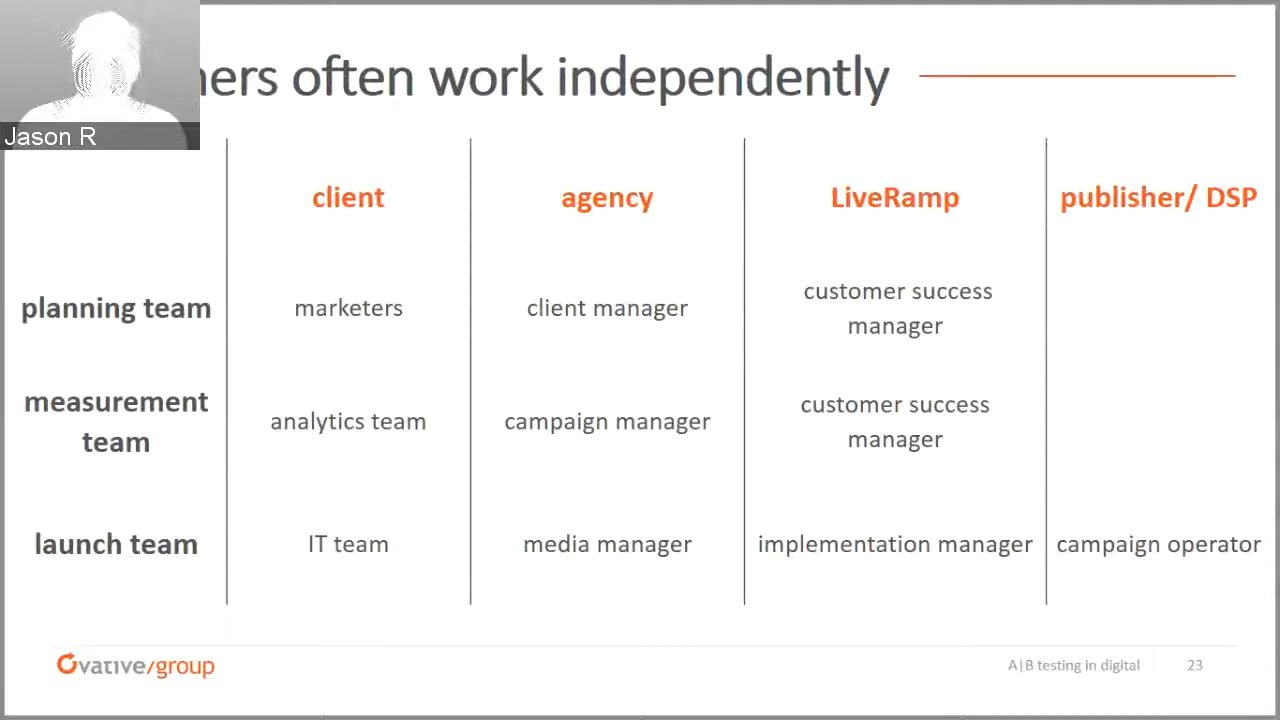 often work independently
Jason R
client agency LiveRamp publisher/ DSP
planning team marketers client manager customer success manager
measurement team analytics team campaign manager customer success manager
launch team IT team media manager implementation manager campaign operator
Ovative/group
A|B testing in digital 23